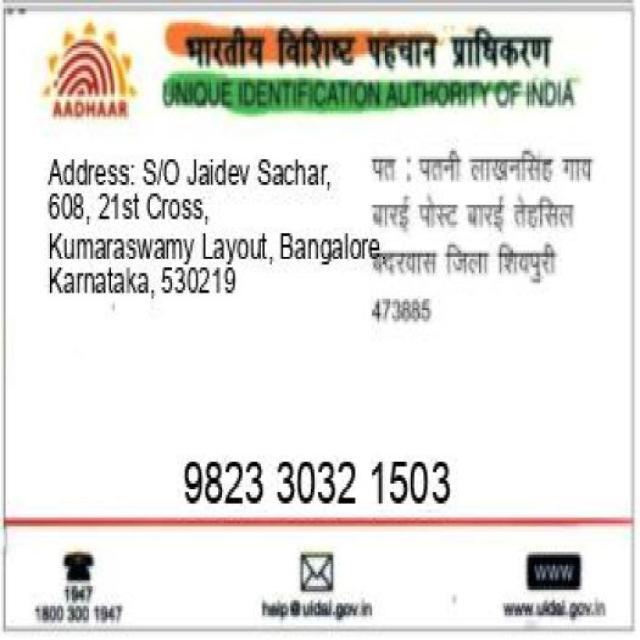 भारतीय विशिष्ट पहचान प्राधिकरण
AADHAAR
UNIQUE IDENTIFICATION AUTHORITY OF INDIA
Address: S/O Jaidev Sachar,
608, 21st Cross,
Kumaraswamy Layout, Bangalore,
Karnataka, 530219
पत : पतनी लाखनसिंह गाव
बारई पोस्ट बारई तेहसिल
बदरवास जिला शिवपुरी
473885
9823 3032 1503
1947
1800 300 1947
help@uidai.gov.in
www
www.uidai.gov.in